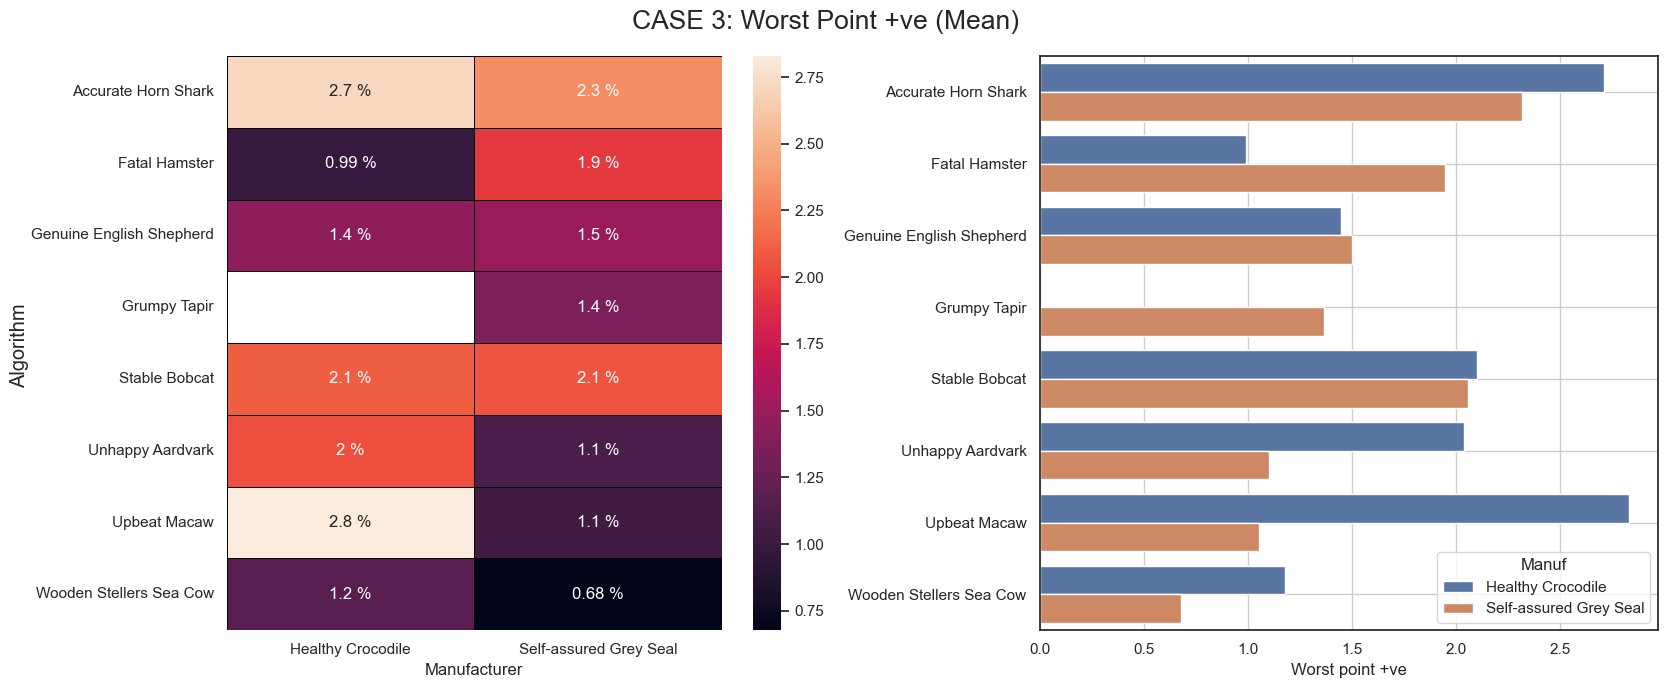 CASE 3: Worst Point +ve (Mean)
Algorithm
Accurate Horn Shark
2.7 %
2.3 %
Fatal Hamster
0.99 %
1.9 %
Genuine English Shepherd
1.4 %
1.5 %
Grumpy Tapir
1.4 %
Stable Bobcat
2.1 %
2.1 %
Unhappy Aardvark
2 %
1.1 %
Upbeat Macaw
2.8 %
1.1 %
Wooden Stellers Sea Cow
1.2 %
0.68 %
Healthy Crocodile
Self-assured Grey Seal
Manufacturer
2.75
2.50
2.25
2.00
1.75
1.50
1.25
1.00
0.75
Accurate Horn Shark
Fatal Hamster
Genuine English Shepherd
Grumpy Tapir
Stable Bobcat
Unhappy Aardvark
Upbeat Macaw
Wooden Stellers Sea Cow
Manuf
Healthy Crocodile
Self-assured Grey Seal
0.0
0.5
1.0
1.5
2.0
2.5
Worst point +ve